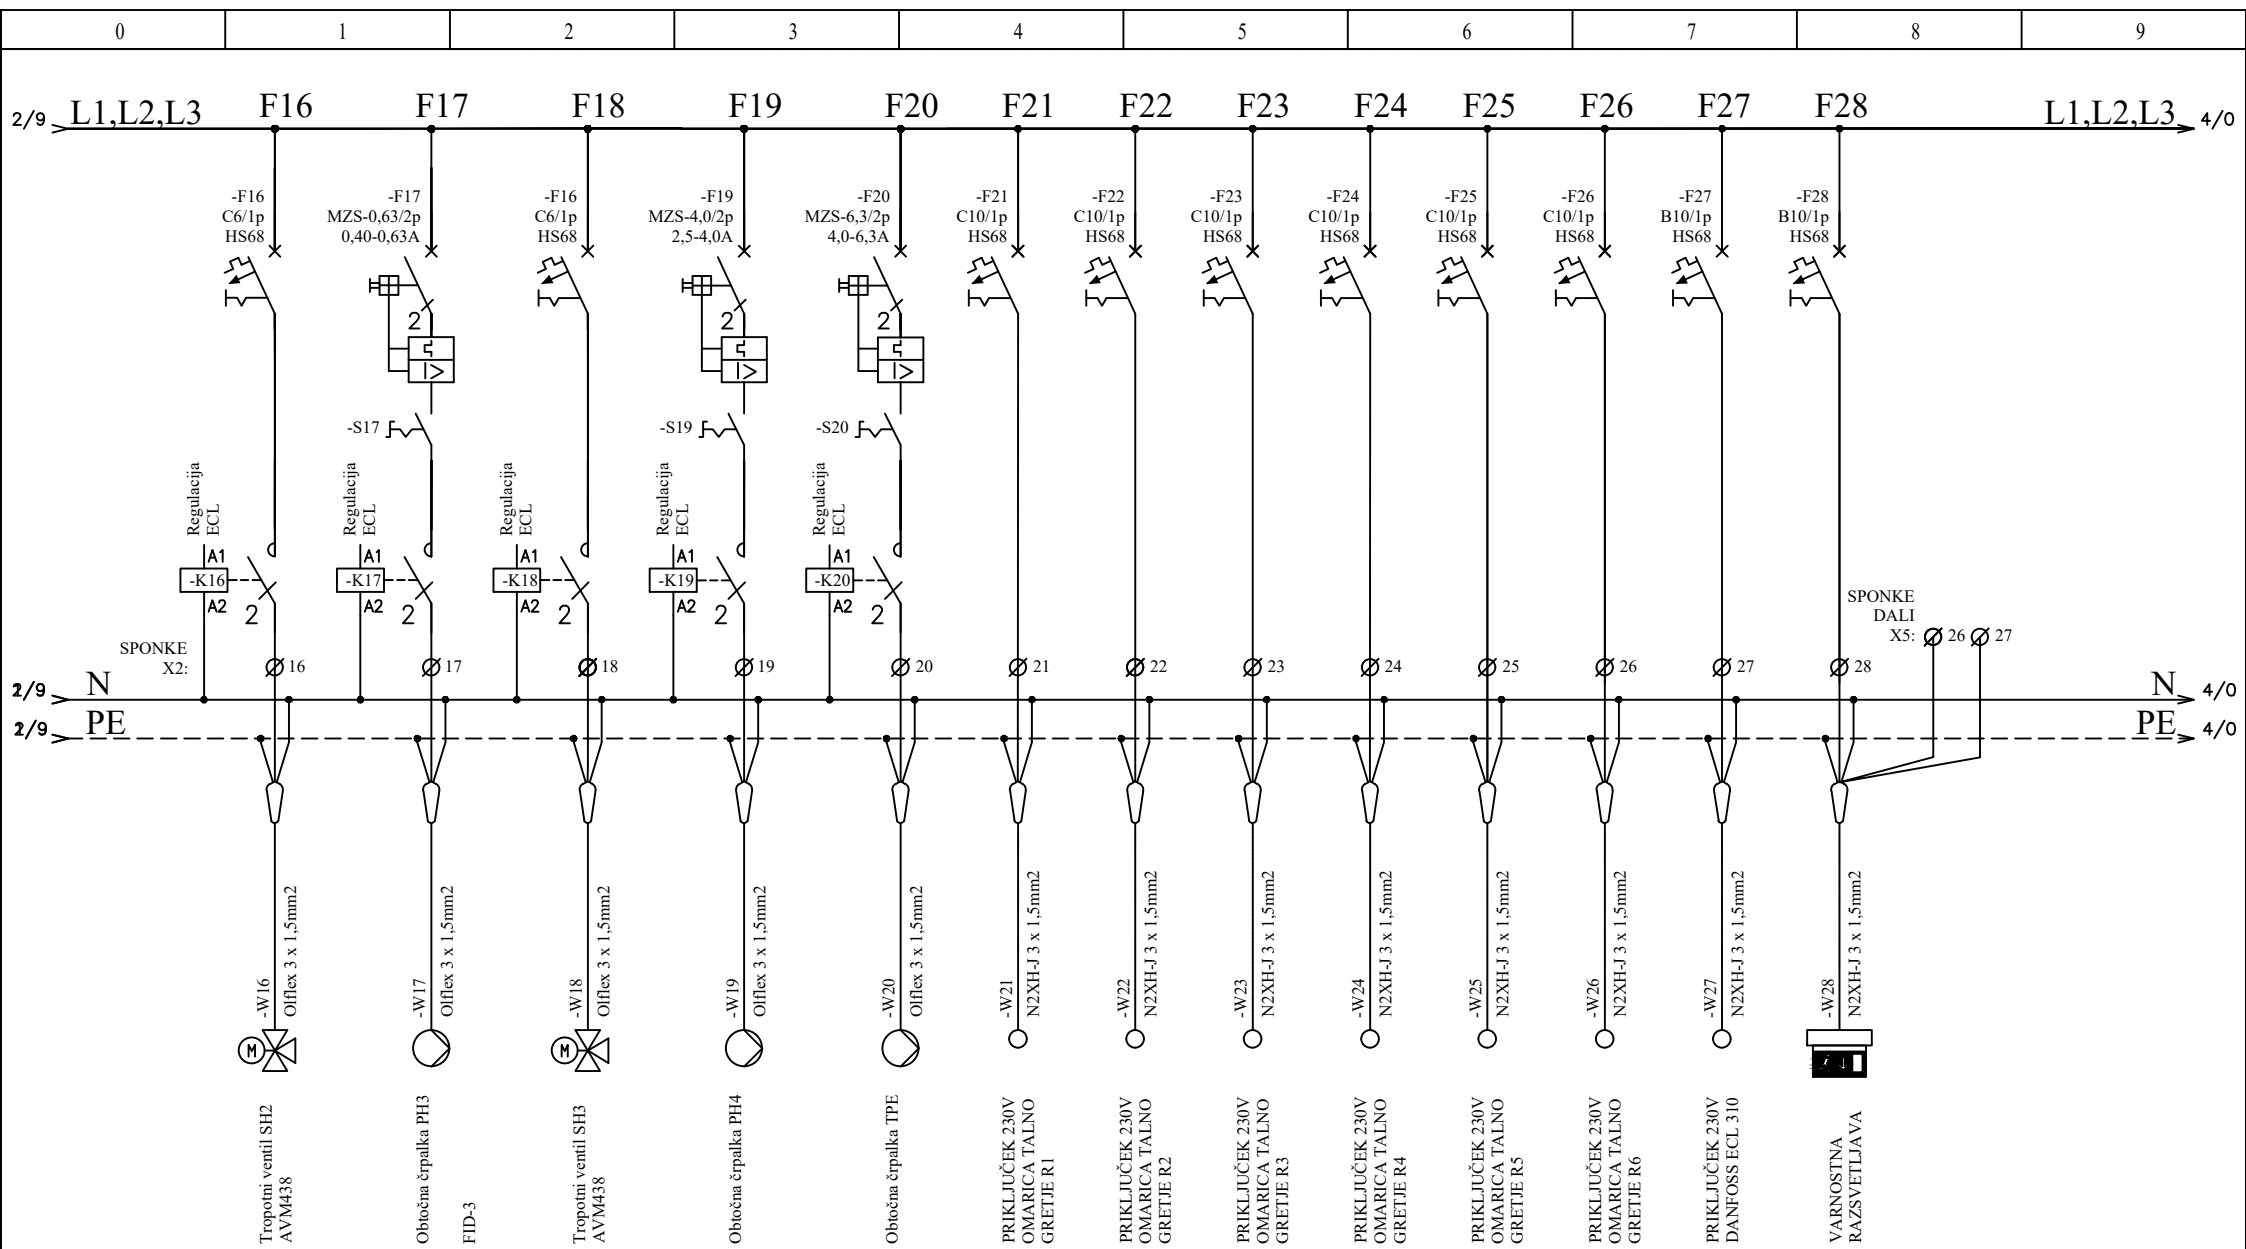 0 1 2 3 4 5 6 7 8 9
2/9 L1,L2,L3 F16 F17 F18 F19 F20 F21 F22 F23 F24 F25 F26 F27 F28 L1,L2,L3 4/0
-F16
C6/1p
HS68
-F17
MZS-0,63/2p
0,40-0,63A
-F16
C6/1p
HS68
-F19
MZS-4,0/2p
2,5-4,0A
-F20
MZS-6,3/2p
4,0-6,3A
-F21
C10/1p
HS68
-F22
C10/1p
HS68
-F23
C10/1p
HS68
-F24
C10/1p
HS68
-F25
C10/1p
HS68
-F26
C10/1p
HS68
-F27
B10/1p
HS68
-F28
B10/1p
HS68
2 2 2
-S17 -S19 -S20
Regulacija
ECL
Regulacija
ECL
Regulacija
ECL
Regulacija
ECL
Regulacija
ECL
A1 A1 A1 A1 A1
-K16 -K17 -K18 -K19 -K20
A2 A2 A2 A2 A2
2 2 2 2 2
SPONKE
DALI
X5: 26 27
SPONKE
X2: 16 17 18 19 20 21 22 23 24 25 26 27 28
2/9 N N 4/0
2/9 PE PE 4/0
-W16
Olflex 3 x 1,5mm2
-W17
Olflex 3 x 1,5mm2
-W18
Olflex 3 x 1,5mm2
-W19
Olflex 3 x 1,5mm2
-W20
Olflex 3 x 1,5mm2
-W21
N2XH-J 3 x 1,5mm2
-W22
N2XH-J 3 x 1,5mm2
-W23
N2XH-J 3 x 1,5mm2
-W24
N2XH-J 3 x 1,5mm2
-W25
N2XH-J 3 x 1,5mm2
-W26
N2XH-J 3 x 1,5mm2
-W27
N2XH-J 3 x 1,5mm2
-W28
N2XH-J 3 x 1,5mm2
M M
Tropotni ventil SH2
AVM438
Obtočna črpalka PH3
FID-3
Tropotni ventil SH3
AVM438
Obtočna črpalka PH4
Obtočna črpalka TPE
PRIKLJUČEK 230V
OMARICA TALNO
GRETJE R1
PRIKLJUČEK 230V
OMARICA TALNO
GRETJE R2
PRIKLJUČEK 230V
OMARICA TALNO
GRETJE R3
PRIKLJUČEK 230V
OMARICA TALNO
GRETJE R4
PRIKLJUČEK 230V
OMARICA TALNO
GRETJE R5
PRIKLJUČEK 230V
OMARICA TALNO
GRETJE R6
PRIKLJUČEK 230V
DANFOSS ECL 310
VARNOSTNA
RAZSVETLJAVA